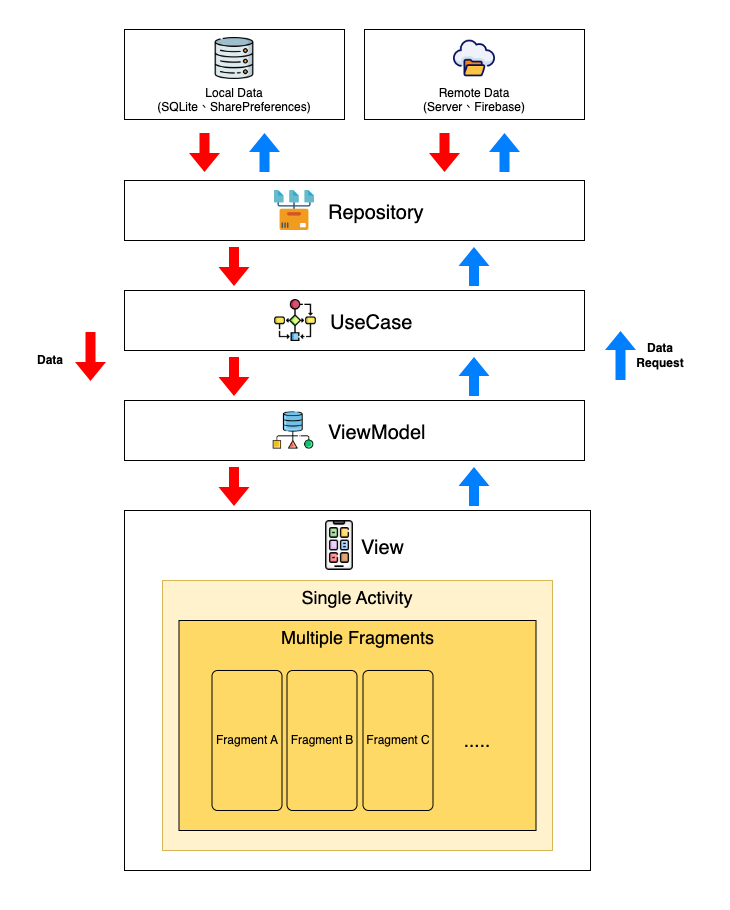 Local Data
(SQLite、SharePreferences)
Remote Data
(Server、Firebase)
Repository
UseCase
Data
Data
Request
ViewModel
View
Single Activity
Multiple Fragments
Fragment A
Fragment B
Fragment C
.....